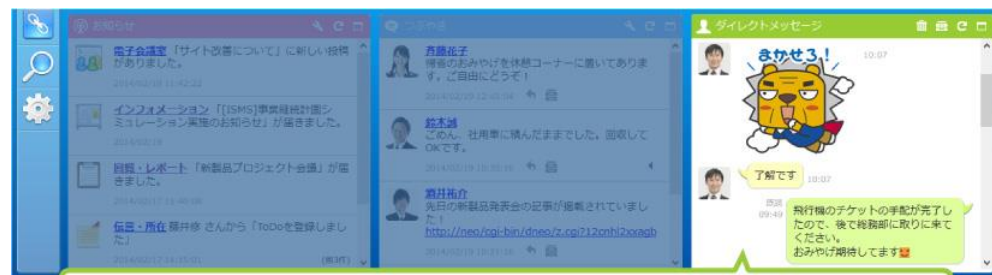 お知らせ
電子会議室 「サイト改善について」に新しい投稿
がありました。
2014/02/19 11:42:22
インフォメーション 「[ISMS]事業継続計画シ
ミュレーション実施のお知らせ」が届きました。
2014/02/18
回覧・レポート 「新製品プロジェクト会議」が届
きました。
2014/02/17 11:40:08
伝言・所在 藤井修 さんから「ToDoを登録しまし
た」
つぶやき
斉藤花子
帰省のおみやげを休憩コーナーに置いてありま
す。ご自由にどうぞ！
鈴木誠
ごめん、社用車に積んだままでした。回収して
OKです。
酒井祐介
先日の新製品発表会の記事が掲載されていまし
た！
http://neo/cgi-bin/dneo/z.cgi?12cnhl2xxagb
ダイレクトメッセージ
まかせろ!
10:07
了解です
10:07
既読
09:49
飛行機のチケットの手配が完了し
たので、後で総務部に取りに来て
ください。
おみやげ期待してます